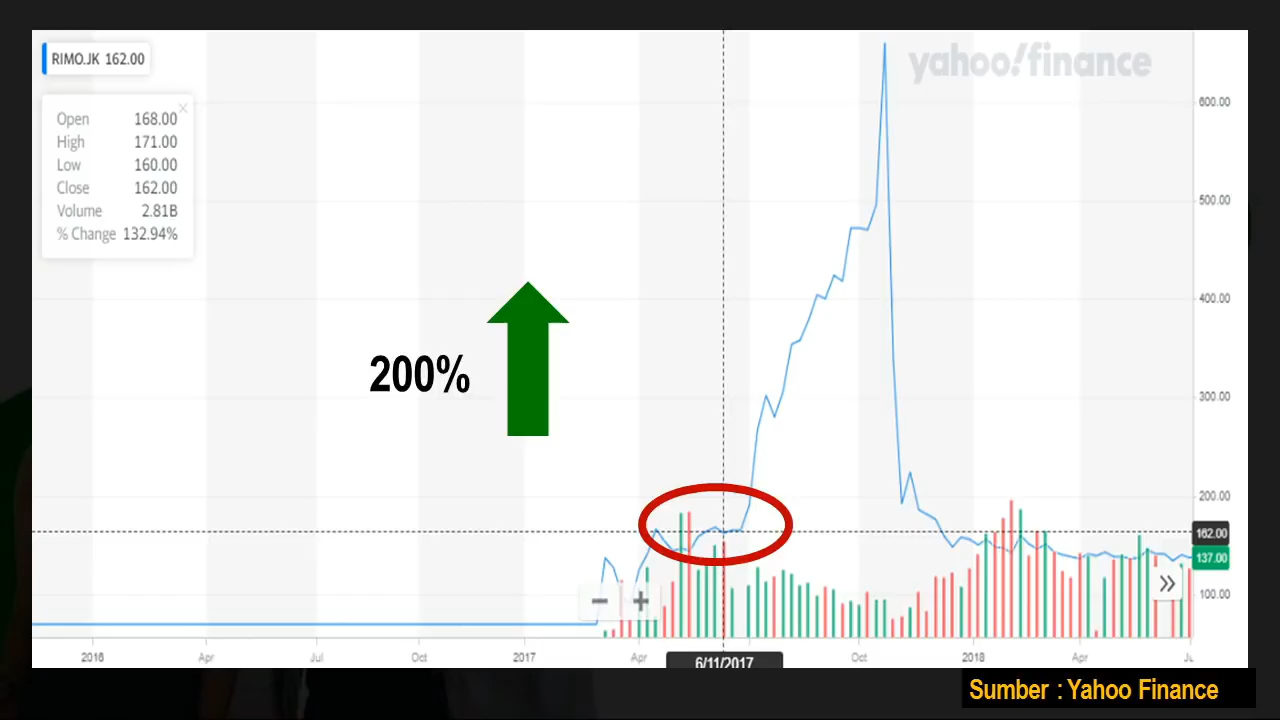 RIMO.JK 162.00
yahoo!finance
Open 168.00
High 171.00
Low 160.00
Close 162.00
Volume 2.81B
% Change 132.94%
600.00
500.00
400.00
300.00
200.00
162.00
137.00
100.00
200%
2016 Apr Jul Oct 2017 Apr 6/11/2017 Oct 2018 Apr
Sumber : Yahoo Finance